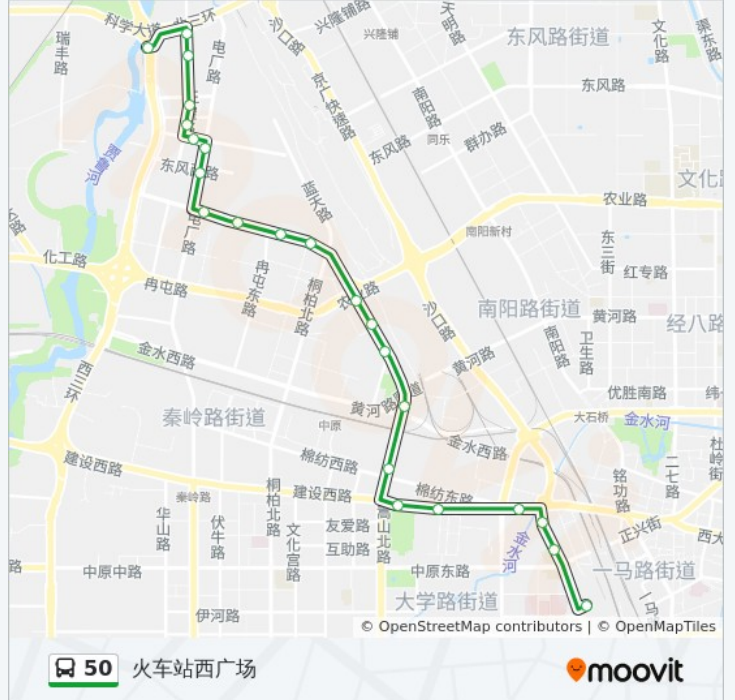 科学大道
北三环
沙口路
兴隆铺路
兴隆铺
天明路
东风路街道
文化路
渠东路
瑞丰路
电厂路
京广快速路
南阳路
同乐
群办路
东风路
东风路
贾鲁河
东风西路
文化路
蓝天路
农业路
电厂路
南阳新村
东三街
化工路
冉屯路
冉屯东路
桐柏北路
农业路
沙口路
红专路
南阳路街道
黄河路
经八路
南阳路
卫生路
金水西路
黄河路
西三环
优胜南路
秦岭路街道
黄河路
中原
大石桥
金水河
金水西路
建设西路
棉纺西路
杜岭街
二七路
铭功路
秦岭路
桐柏北路
建设西路
棉纺东路
嵩山北路
华山路
伏牛路
文化宫路
友爱路
互助路
正兴街
金水河
中原中路
中原东路
一马路街道
大学路街道
伊河路
© OpenStreetMap contributors | © OpenMapTiles
50 火车站西广场
moovit